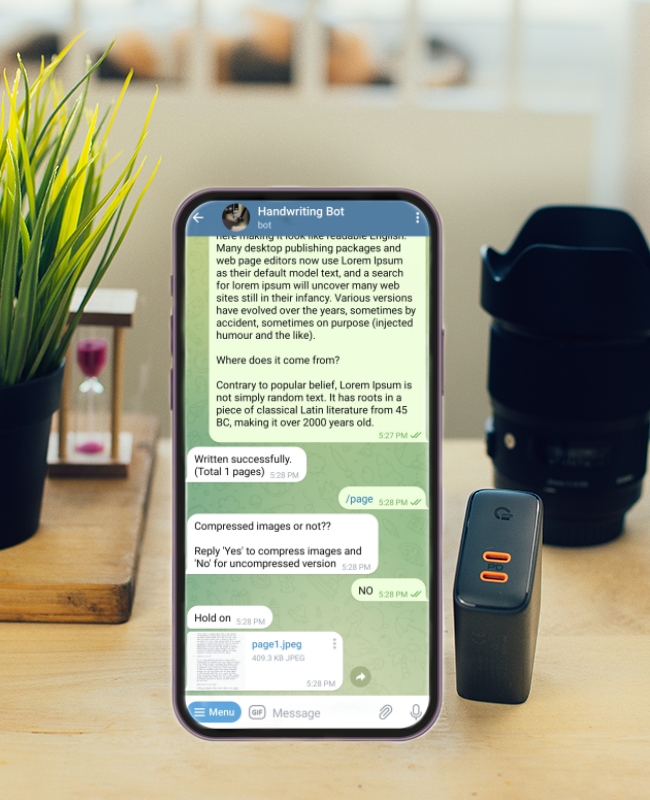 Handwriting Bot
bot
here making it look like readable English.
Many desktop publishing packages and
web page editors now use Lorem Ipsum
as their default model text, and a search
for lorem ipsum will uncover many web
sites still in their infancy. Various versions
have evolved over the years, sometimes by
accident, sometimes on purpose (injected
humour and the like).
Where does it come from?
Contrary to popular belief, Lorem Ipsum is
not simply random text. It has roots in a
piece of classical Latin literature from 45
BC, making it over 2000 years old.
5:27 PM
Written successfully.
(Total 1 pages) 5:28 PM
/page 5:28 PM
Compressed images or not??
Reply 'Yes' to compress images and
'No' for uncompressed version 5:28 PM
NO 5:28 PM
Hold on 5:28 PM
page1.jpeg
409.3 KB JPEG
5:28 PM
Menu GIF Message